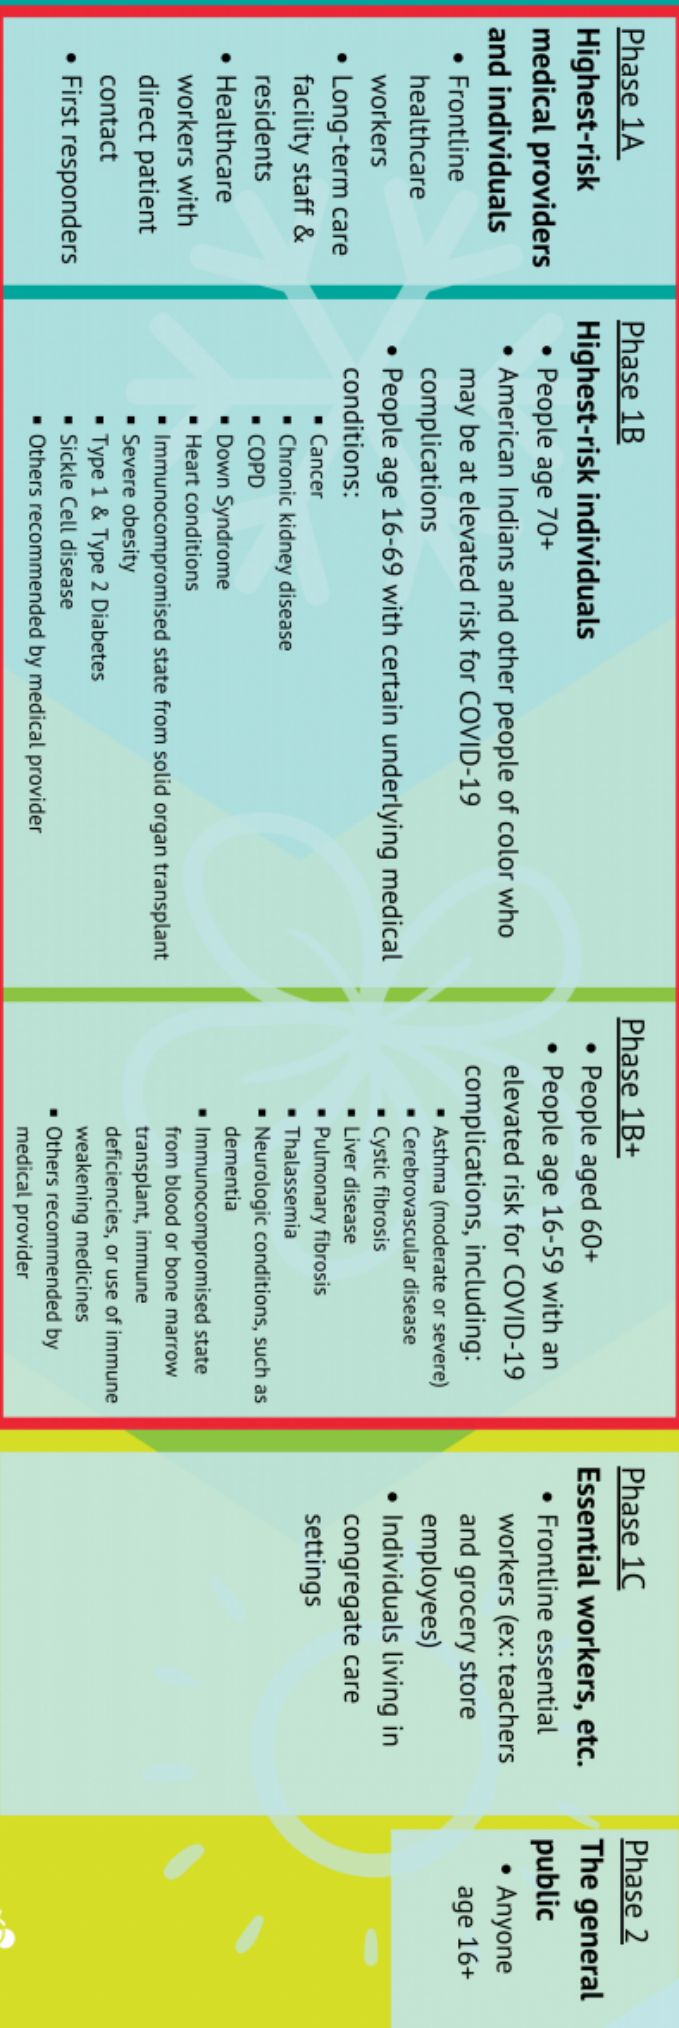 Phase 1A
Highest-risk
medical providers
and individuals
• Frontline
healthcare
workers
• Long-term care
facility staff &
residents
• Healthcare
workers with
direct patient
contact
• First responders
Phase 1B
Highest-risk individuals
• People age 70+
• American Indians and other people of color who
may be at elevated risk for COVID-19
complications
• People age 16-69 with certain underlying medical
conditions:
▪ Cancer
▪ Chronic kidney disease
▪ COPD
▪ Down Syndrome
▪ Heart conditions
▪ Immunocompromised state from solid organ transplant
▪ Severe obesity
▪ Type 1 & Type 2 Diabetes
▪ Sickle Cell disease
▪ Others recommended by medical provider
Phase 1B+
• People aged 60+
• People age 16-59 with an
elevated risk for COVID-19
complications, including:
▪ Asthma (moderate or severe)
▪ Cerebrovascular disease
▪ Cystic fibrosis
▪ Liver disease
▪ Pulmonary fibrosis
▪ Thalassemia
▪ Neurologic conditions, such as
dementia
▪ Immunocompromised state
from blood or bone marrow
transplant, immune
deficiencies, or use of immune
weakening medicines
▪ Others recommended by
medical provider
Phase 1C
Essential workers, etc.
• Frontline essential
workers (ex: teachers
and grocery store
employees)
• Individuals living in
congregate care
settings
Phase 2
The general
public
• Anyone
age 16+